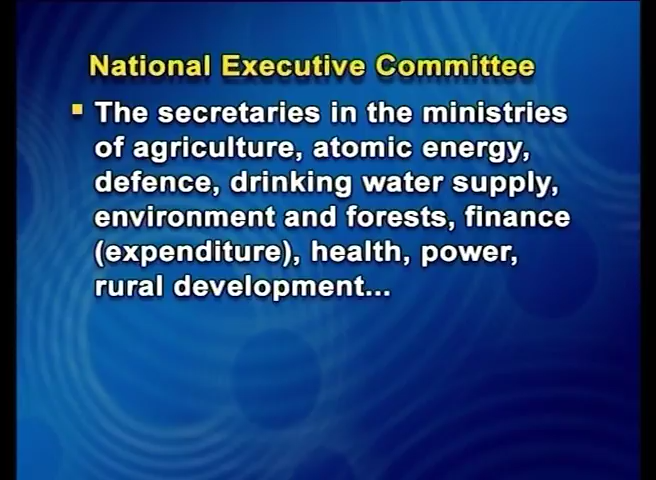 National Executive Committee
The secretaries in the ministries
of agriculture, atomic energy,
defence, drinking water supply,
environment and forests, finance
(expenditure), health, power,
rural development...